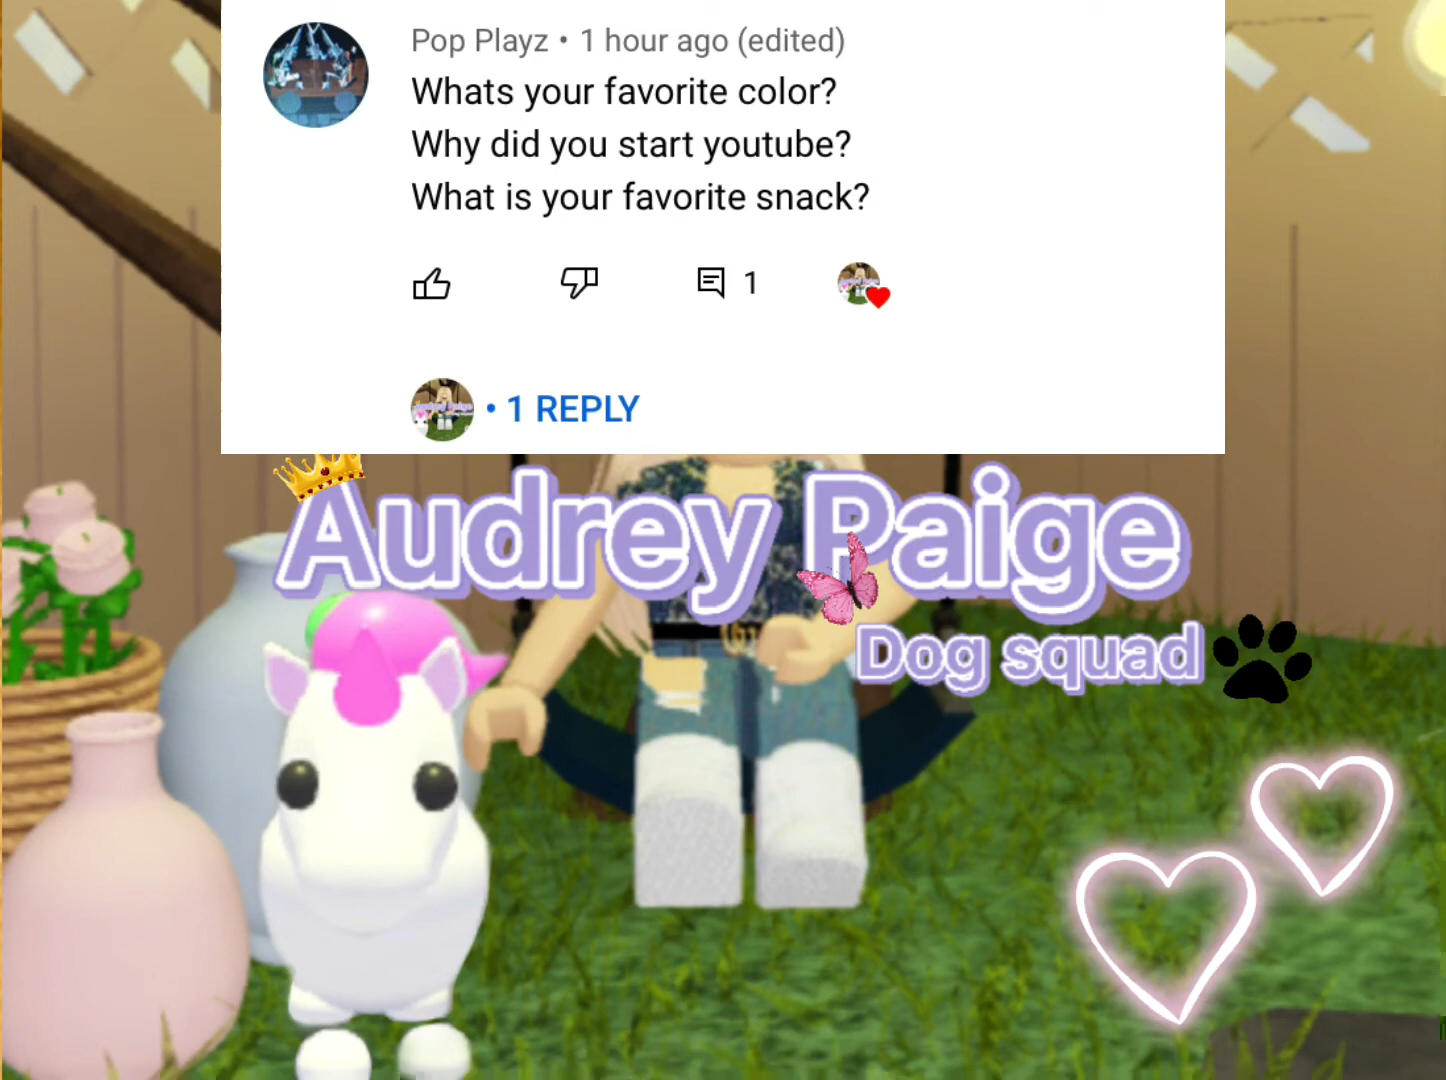 Pop Playz • 1 hour ago (edited)
Whats your favorite color?
Why did you start youtube?
What is your favorite snack?
1
• 1 REPLY
Audrey Paige
Dog squad